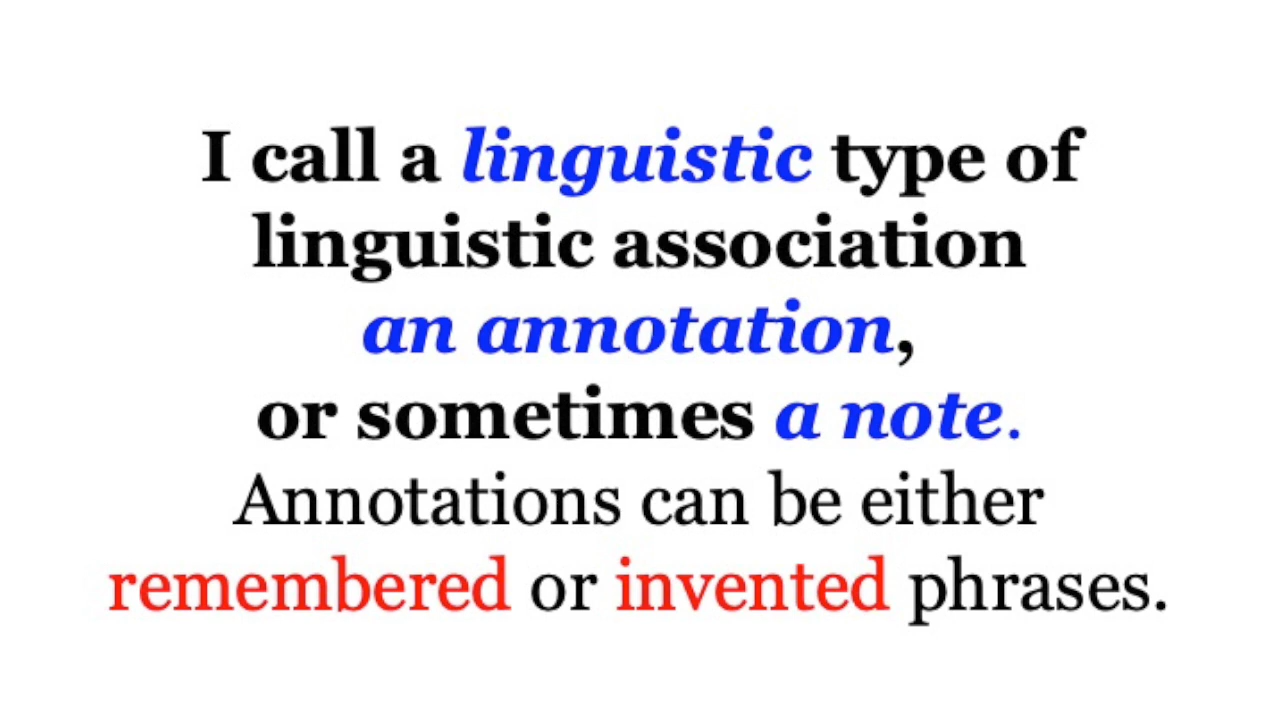 I call a linguistic type of
linguistic association
an annotation,
or sometimes a note.
Annotations can be either
remembered or invented phrases.